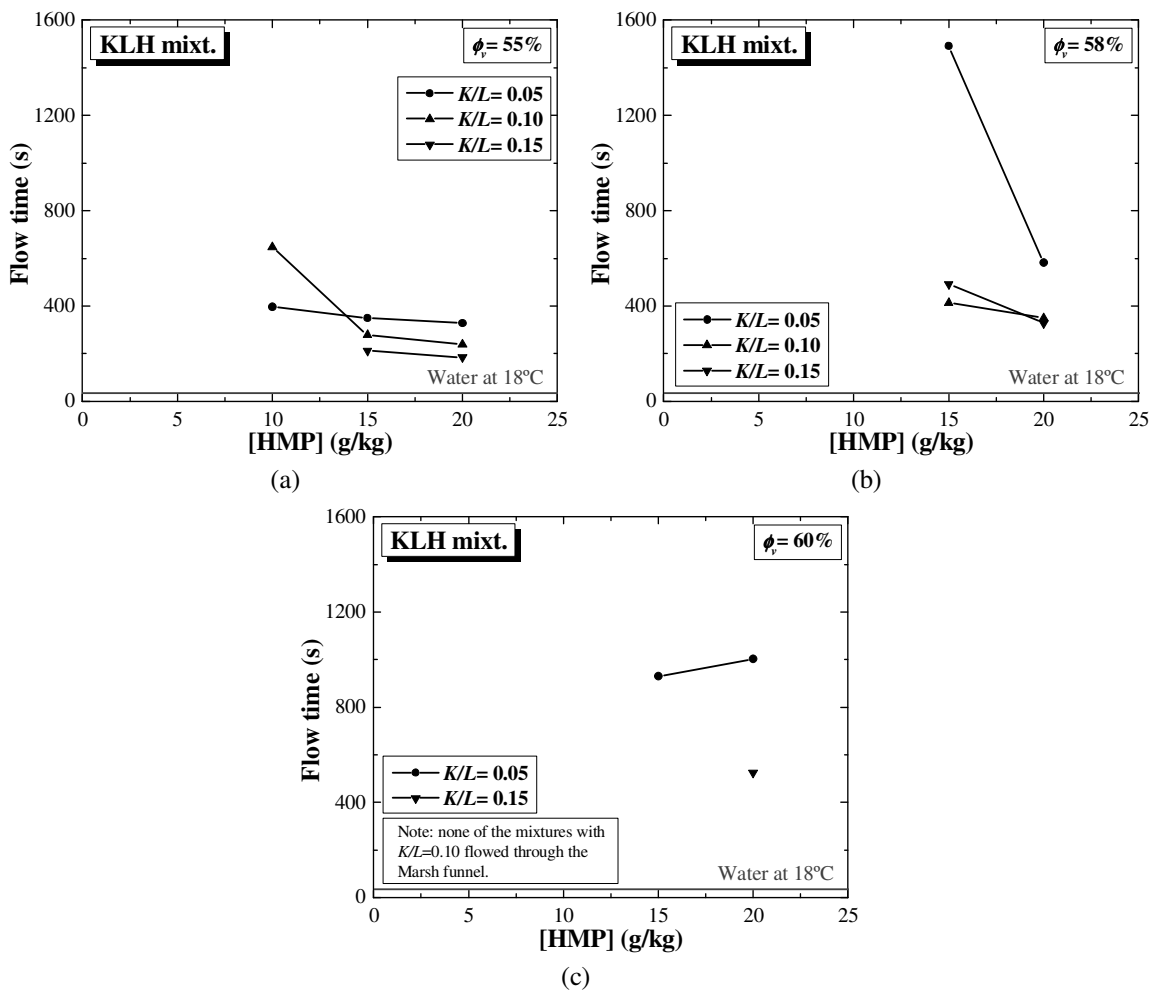 KLH mixt.
ϕv= 55%
K/L= 0.05
K/L= 0.10
K/L= 0.15
Water at 18ºC
1600
1200
800
400
0
0 5 10 15 20 25
Flow time (s)
[HMP] (g/kg)
(a)
KLH mixt.
ϕv= 58%
K/L= 0.05
K/L= 0.10
K/L= 0.15
Water at 18ºC
1600
1200
800
400
0
0 5 10 15 20 25
Flow time (s)
[HMP] (g/kg)
(b)
KLH mixt.
ϕv= 60%
K/L= 0.05
K/L= 0.15
Note: none of the mixtures with
K/L=0.10 flowed through the
Marsh funnel.
Water at 18ºC
1600
1200
800
400
0
0 5 10 15 20 25
Flow time (s)
[HMP] (g/kg)
(c)